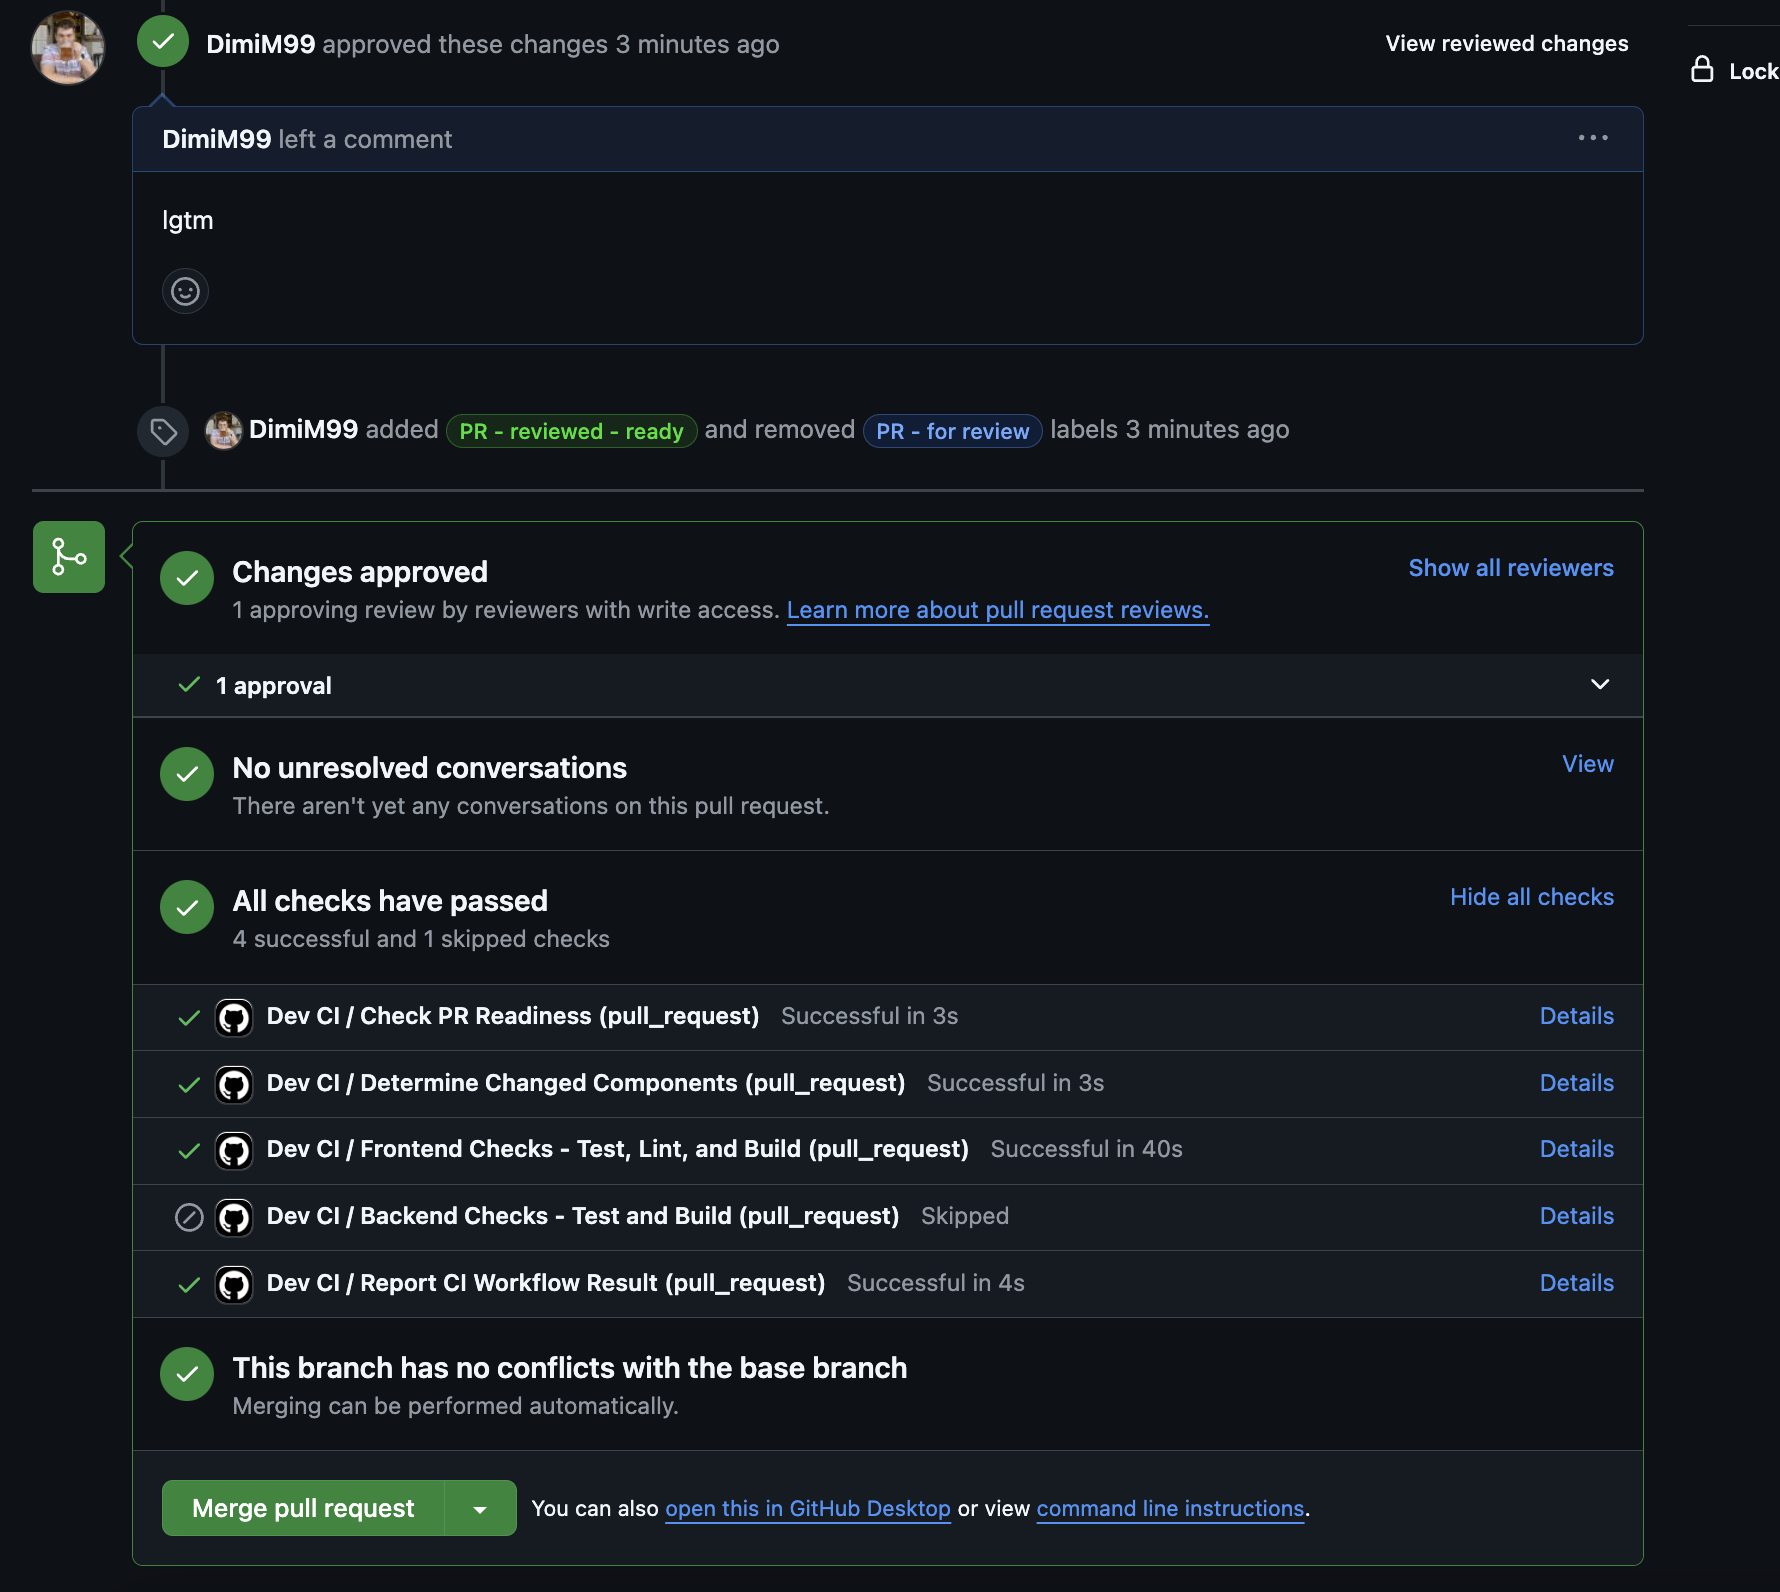 DimiM99 approved these changes 3 minutes ago View reviewed changes
Lock
DimiM99 left a comment
lgtm
DimiM99 added PR - reviewed - ready and removed PR - for review labels 3 minutes ago
Changes approved Show all reviewers
1 approving review by reviewers with write access. Learn more about pull request reviews.
1 approval
No unresolved conversations View
There aren't yet any conversations on this pull request.
All checks have passed Hide all checks
4 successful and 1 skipped checks
Dev CI / Check PR Readiness (pull_request) Successful in 3s Details
Dev CI / Determine Changed Components (pull_request) Successful in 3s Details
Dev CI / Frontend Checks - Test, Lint, and Build (pull_request) Successful in 40s Details
Dev CI / Backend Checks - Test and Build (pull_request) Skipped Details
Dev CI / Report CI Workflow Result (pull_request) Successful in 4s Details
This branch has no conflicts with the base branch
Merging can be performed automatically.
Merge pull request You can also open this in GitHub Desktop or view command line instructions.